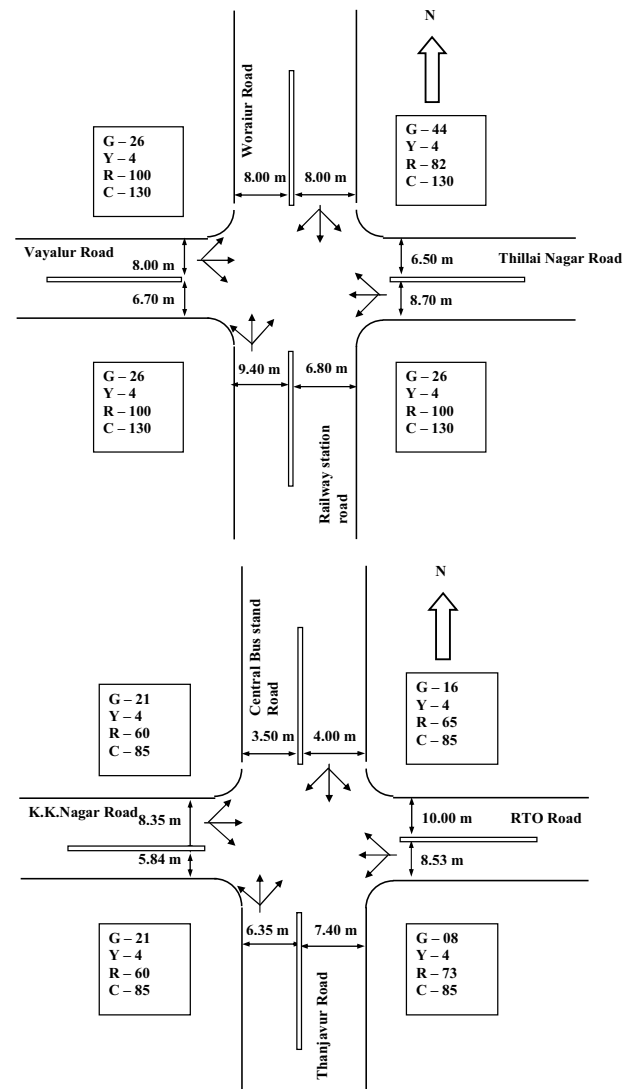 N
Woraiur Road
G – 26
Y – 4
R – 100
C – 130
G – 44
Y – 4
R – 82
C – 130
8.00 m
8.00 m
Vayalur Road
8.00 m
6.70 m
6.50 m
Thillai Nagar Road
8.70 m
9.40 m
6.80 m
G – 26
Y – 4
R – 100
C – 130
G – 26
Y – 4
R – 100
C – 130
Railway station
road
N
Central Bus stand
Road
G – 21
Y – 4
R – 60
C – 85
G – 16
Y – 4
R – 65
C – 85
3.50 m
4.00 m
K.K.Nagar Road
8.35 m
5.84 m
10.00 m
RTO Road
8.53 m
6.35 m
7.40 m
G – 21
Y – 4
R – 60
C – 85
G – 08
Y – 4
R – 73
C – 85
Thanjavur Road